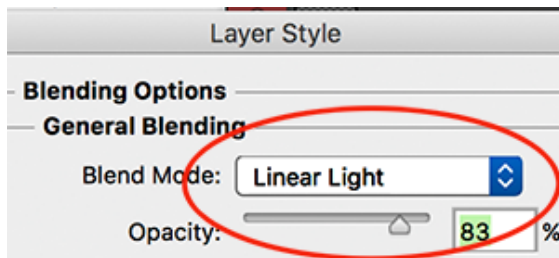 Layer Style
Blending Options
General Blending
Blend Mode: Linear Light
Opacity: 83 %